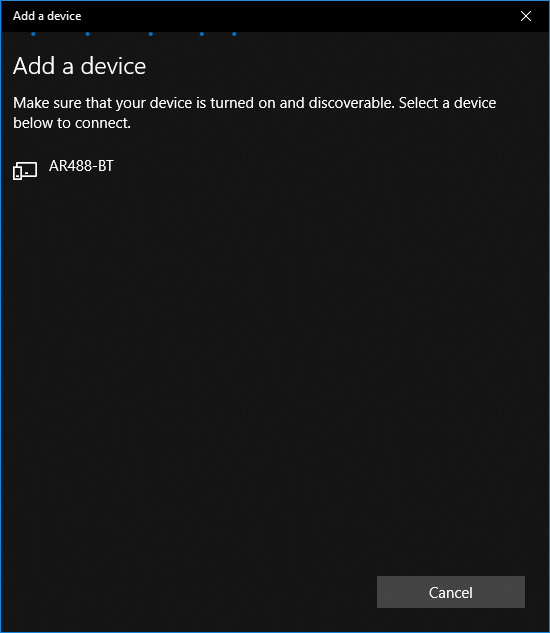 Add a device
Add a device
Make sure that your device is turned on and discoverable. Select a device
below to connect.
AR488-BT
Cancel